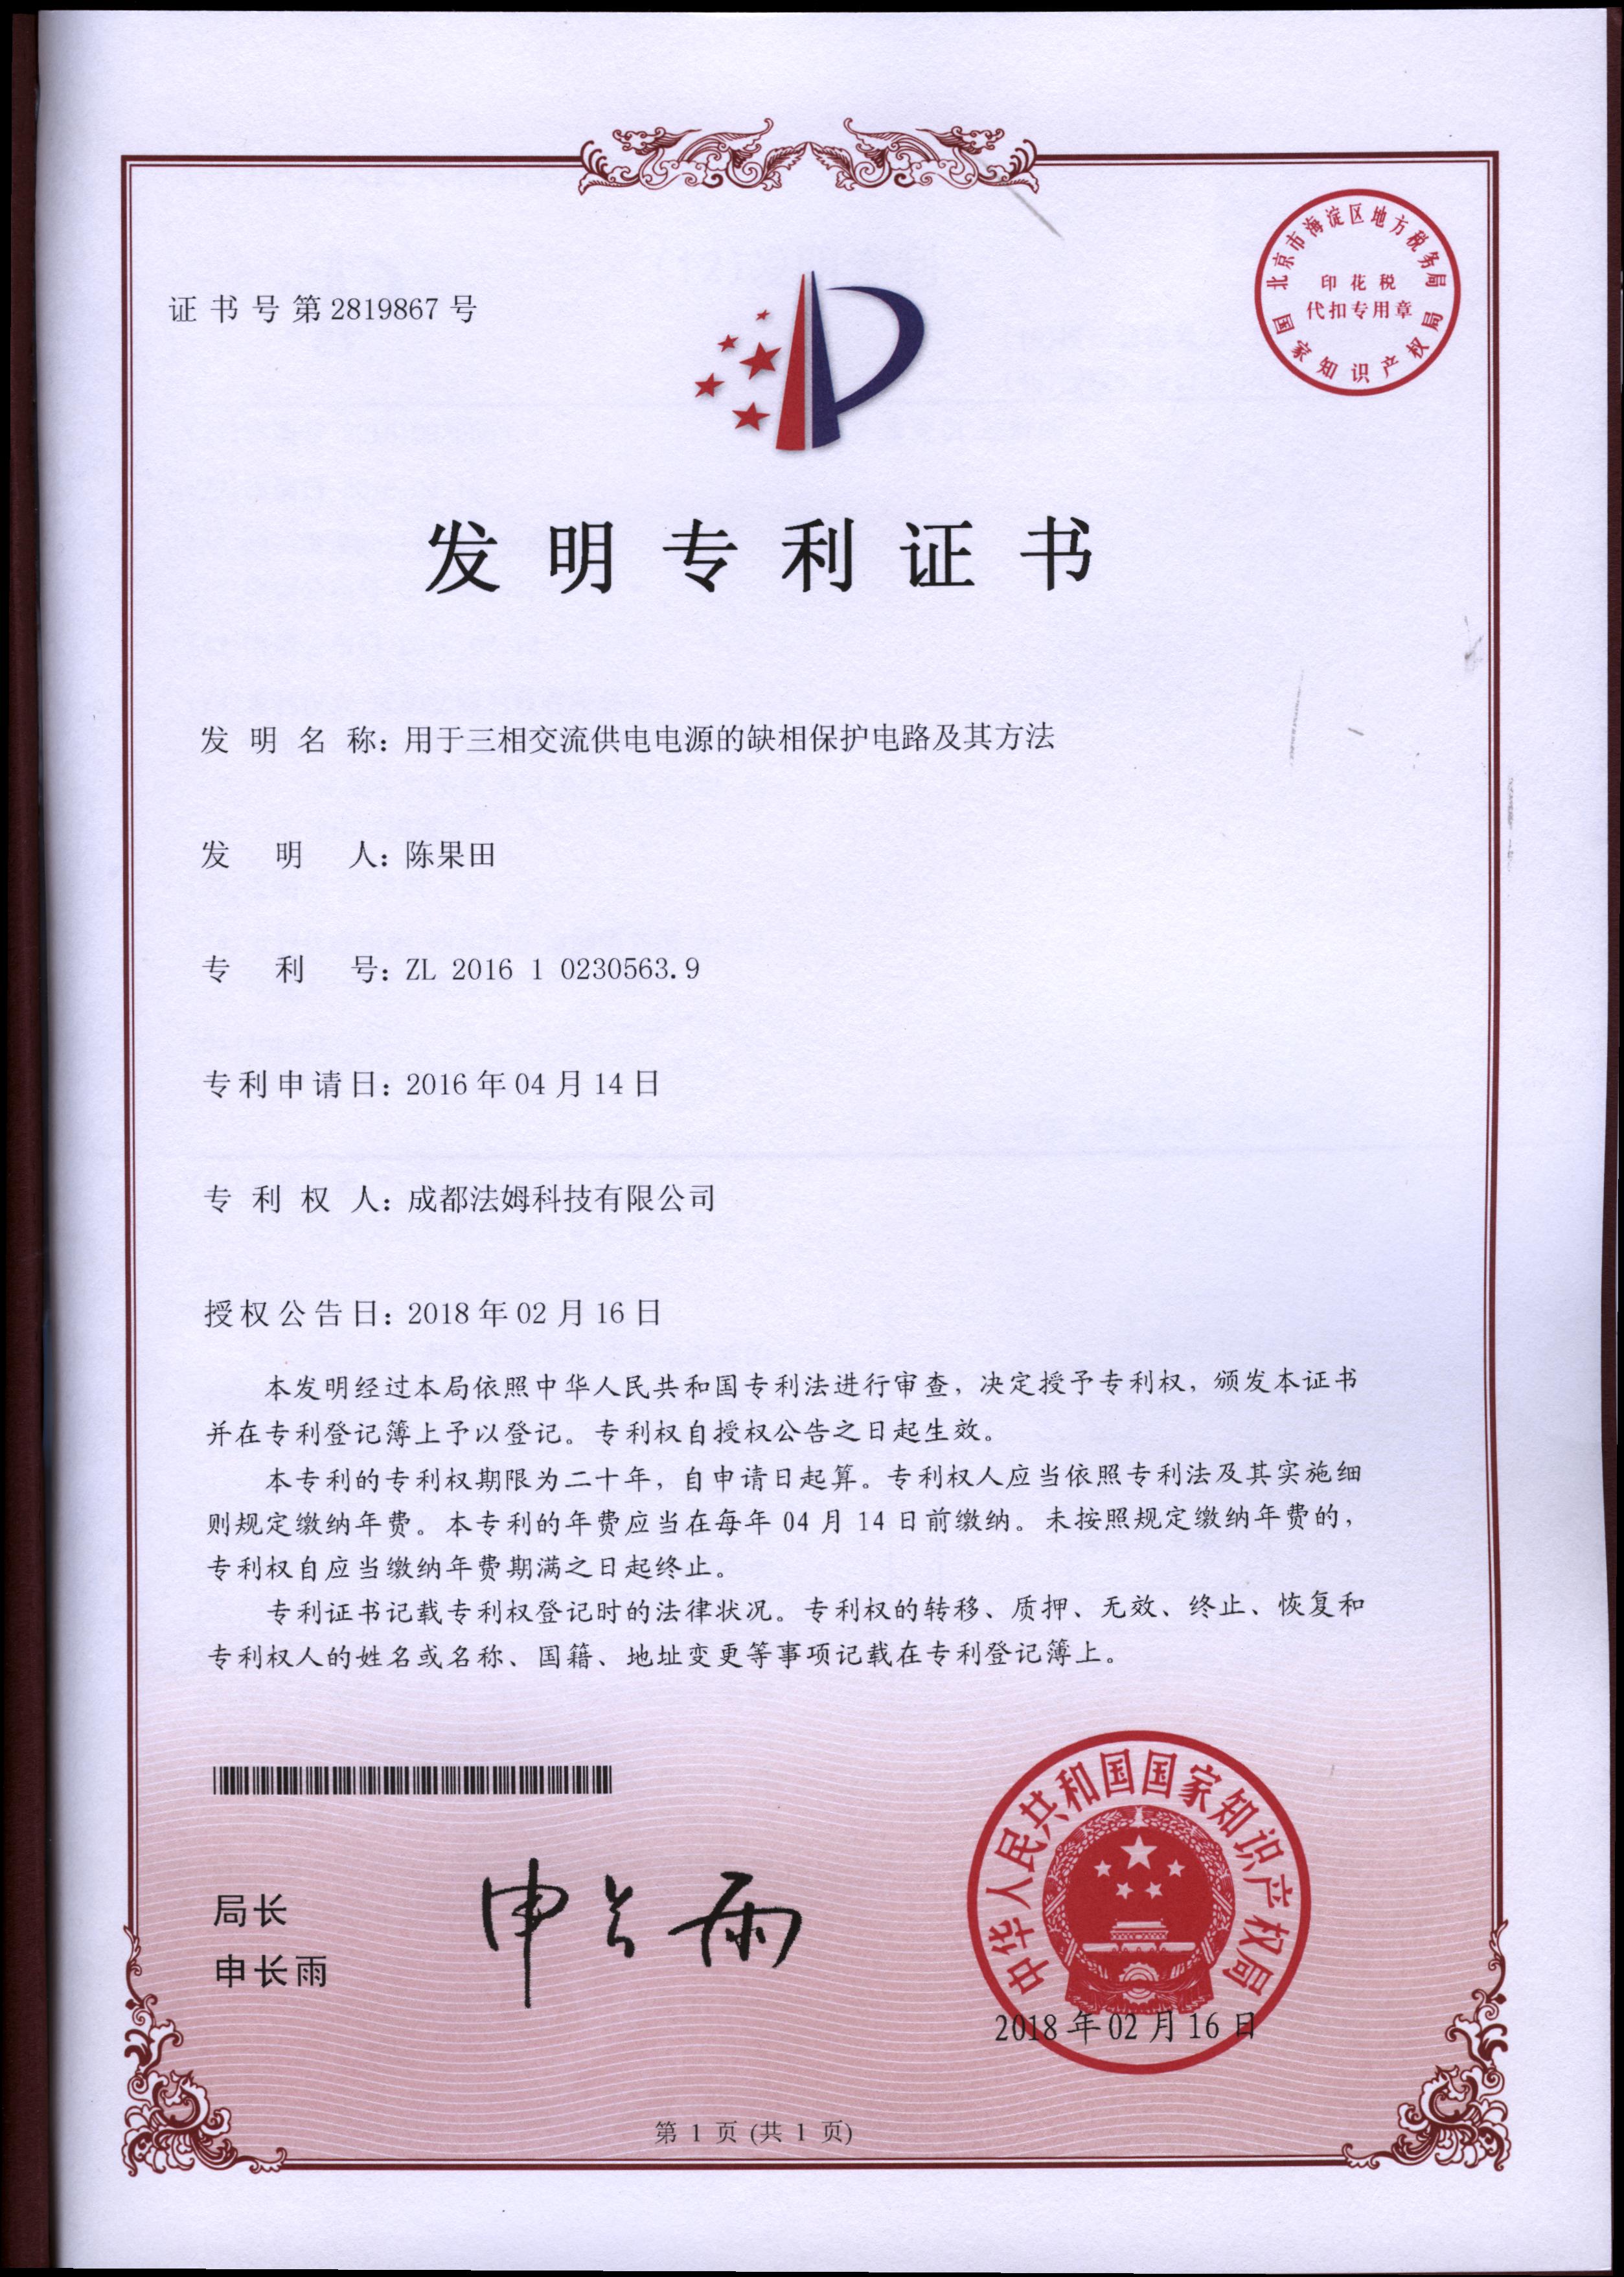 证书号第2819867号
北京市海淀区地方税务局
印花税
代扣专用章
国家知识产权局
发明专利证书
发明名称：用于三相交流供电电源的缺相保护电路及其方法
发明人：陈果田
专利号：ZL 2016 1 0230563.9
专利申请日：2016年04月14日
专利权人：成都法姆科技有限公司
授权公告日：2018年02月16日
本发明经过本局依照中华人民共和国专利法进行审查，决定授予专利权，颁发本证书
并在专利登记簿上予以登记。专利权自授权公告之日起生效。
本专利的专利权期限为二十年，自申请日起算。专利权人应当依照专利法及其实施细
则规定缴纳年费。本专利的年费应当在每年04月14日前缴纳。未按照规定缴纳年费的，
专利权自应当缴纳年费期满之日起终止。
专利证书记载专利权登记时的法律状况。专利权的转移、质押、无效、终止、恢复和
专利权人的姓名或名称、国籍、地址变更等事项记载在专利登记簿上。
局长
申长雨
申长雨
中华人民共和国国家知识产权局
2018年02月16日
第 1 页 (共 1 页)